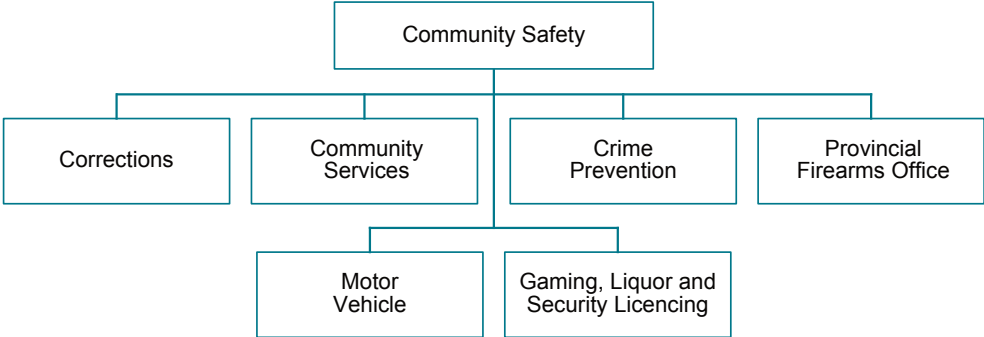 Community Safety
Corrections
Community
Services
Crime
Prevention
Provincial
Firearms Office
Motor
Vehicle
Gaming, Liquor and
Security Licencing